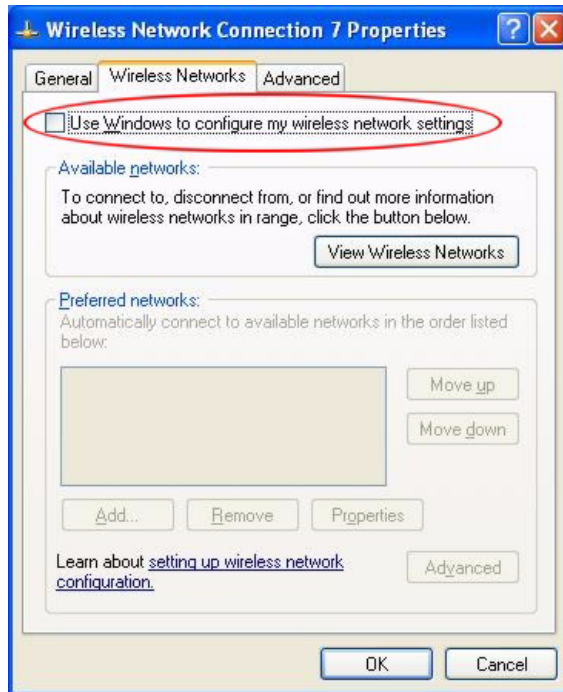 Wireless Network Connection 7 Properties
General Wireless Networks Advanced
Use Windows to configure my wireless network settings
Available networks:
To connect to, disconnect from, or find out more information
about wireless networks in range, click the button below.
View Wireless Networks
Preferred networks:
Automatically connect to available networks in the order listed
below:
Move up
Move down
Add... Remove Properties
Learn about setting up wireless network
configuration.
Advanced
OK Cancel